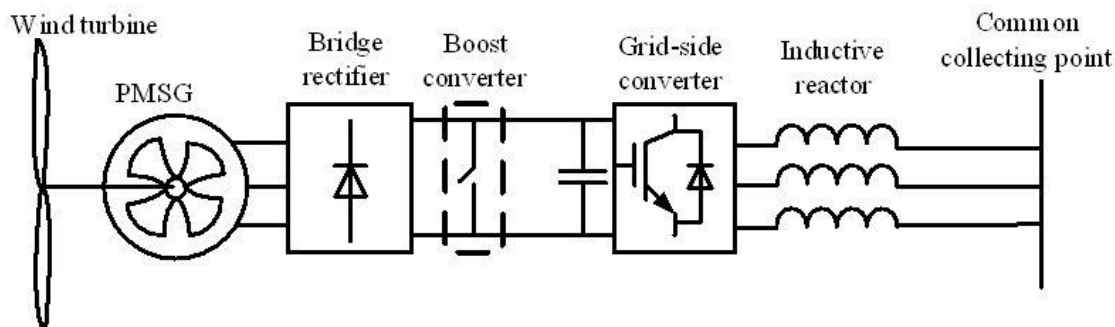 Wind turbine
PMSG
Bridge
rectifier
Boost
converter
Grid-side
converter
Inductive
reactor
Common
collecting point